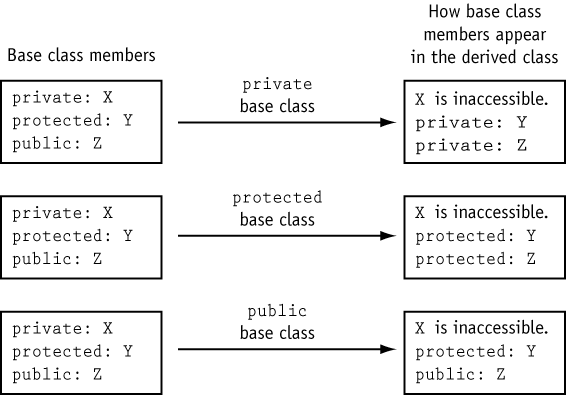 Base class members
How base class
members appear
in the derived class
private: X
protected: Y
public: Z
private
base class
X is inaccessible.
private: Y
private: Z
private: X
protected: Y
public: Z
protected
base class
X is inaccessible.
protected: Y
protected: Z
private: X
protected: Y
public: Z
public
base class
X is inaccessible.
protected: Y
public: Z